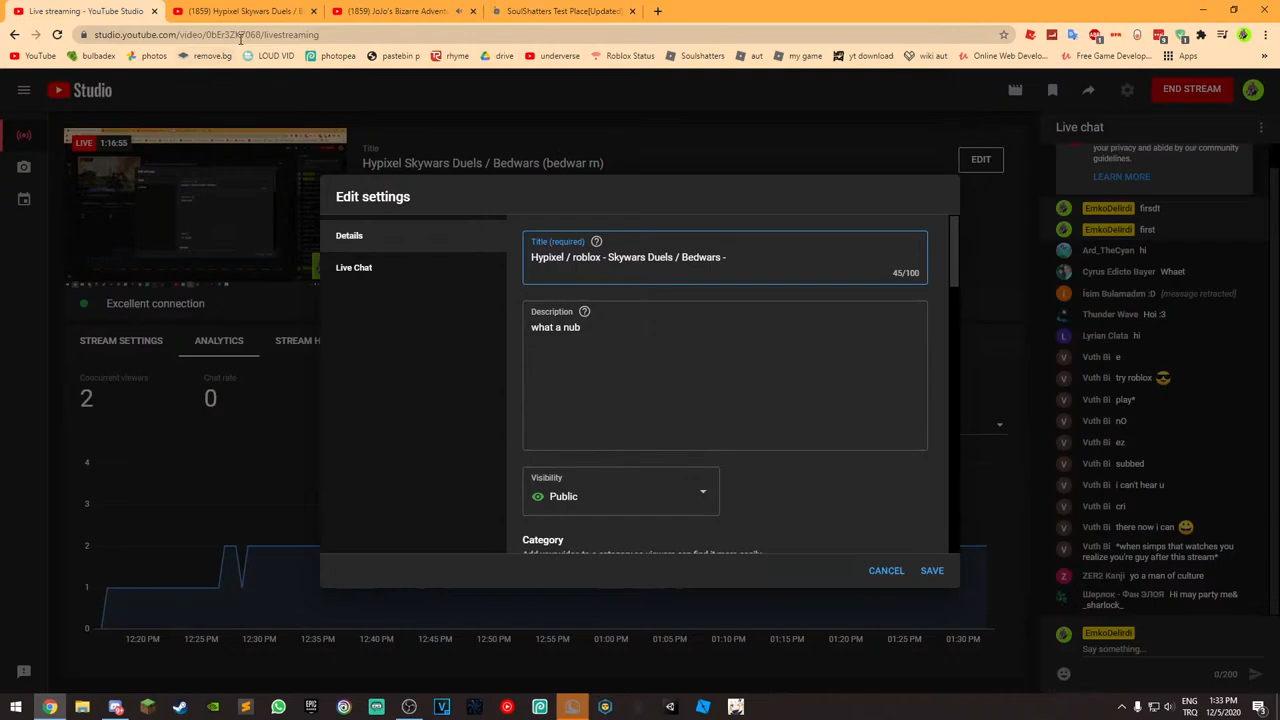 Live streaming - YouTube Studio
(1859) Hypixel Skywars Duels / B
(1859) JoJo's Bizarre Adventu
SoulShatters Test Place[Updated]
studio.youtube.com/video/0bEr3ZK7068/livestreaming
YouTube
bulbadex
photos
remove.bg
LOUD VID
photopea
pastebin p
underverse
Roblox Status
Soulshatters
aut
my game
yt download
wiki aut
Online Web Develo...
Free Game Develop...
myreza
drive
Apps
Studio
END STREAM
LIVE 1:16:55
Title
Hypixel Skywars Duels / Bedwars (bedwar rn)
EDIT
Live chat
your privacy and abide by our community
guidelines.
LEARN MORE
Edit settings
Details
Live Chat
Title (required)
Hypixel / roblox - Skywars Duels / Bedwars -
45/100
Description
what a nub
Visibility
Public
Category
CANCEL
SAVE
Excellent connection
STREAM SETTINGS
ANALYTICS
STREAM H
Concurrent viewers
2
Chat rate
0
4
3
2
1
0
12:20 PM
12:25 PM
12:30 PM
12:35 PM
12:40 PM
12:45 PM
12:50 PM
12:55 PM
01:00 PM
01:05 PM
01:10 PM
01:15 PM
01:20 PM
01:25 PM
01:30 PM
EmkoDelirdi firsdt
EmkoDelirdi first
Ard_TheCyan hi
Cyrus Edicto Bayer Whaet
İsim Bulamadım :D [message retracted]
Thunder Wave Hoi :3
Lyrian Clata hi
Vuth Bi e
Vuth Bi try roblox
Vuth Bi play*
Vuth Bi nO
Vuth Bi ez
Vuth Bi subbed
Vuth Bi i can't hear u
Vuth Bi cri
Vuth Bi there now i can
Vuth Bi *when simps that watches you
realize you're guy after this stream*
ZER2 Kanji yo a man of culture
Шерлок - Фан ЭЛОЯ Hi may party me&
_sharlock_
EmkoDelirdi
Say something...
0/200
ENG
TRQ
1:33 PM
12/5/2020